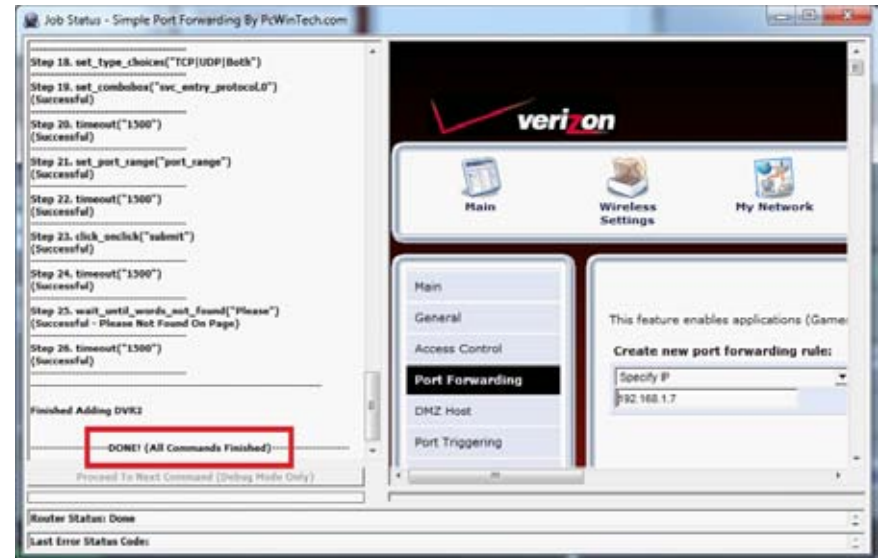 Job Status - Simple Port Forwarding By PcWinTech.com
Step 18. set_type_choices("TCP|UDP|Both")
Step 19. set_combobox("svc_entry_protocol.0")
(Successful)
Step 20. timeout("1500")
(Successful)
Step 21. set_port_range("port_range")
(Successful)
Step 22. timeout("1500")
(Successful)
Step 23. click_onclick("submit")
(Successful)
Step 24. timeout("1500")
(Successful)
Step 25. wait_until_words_not_found("Please")
(Successful - Please Not Found On Page)
Step 26. timeout("1500")
(Successful)
Finished Adding DVR2
DONE! (All Commands Finished)
Proceed To Next Command (Debug Mode Only)
Router Status: Done
Last Error Status Code:
verizon
Main
Wireless
Settings
My Network
Main
General
Access Control
Port Forwarding
DMZ Host
Port Triggering
This feature enables applications (Games
Create new port forwarding rule:
Specify IP
192.168.1.7